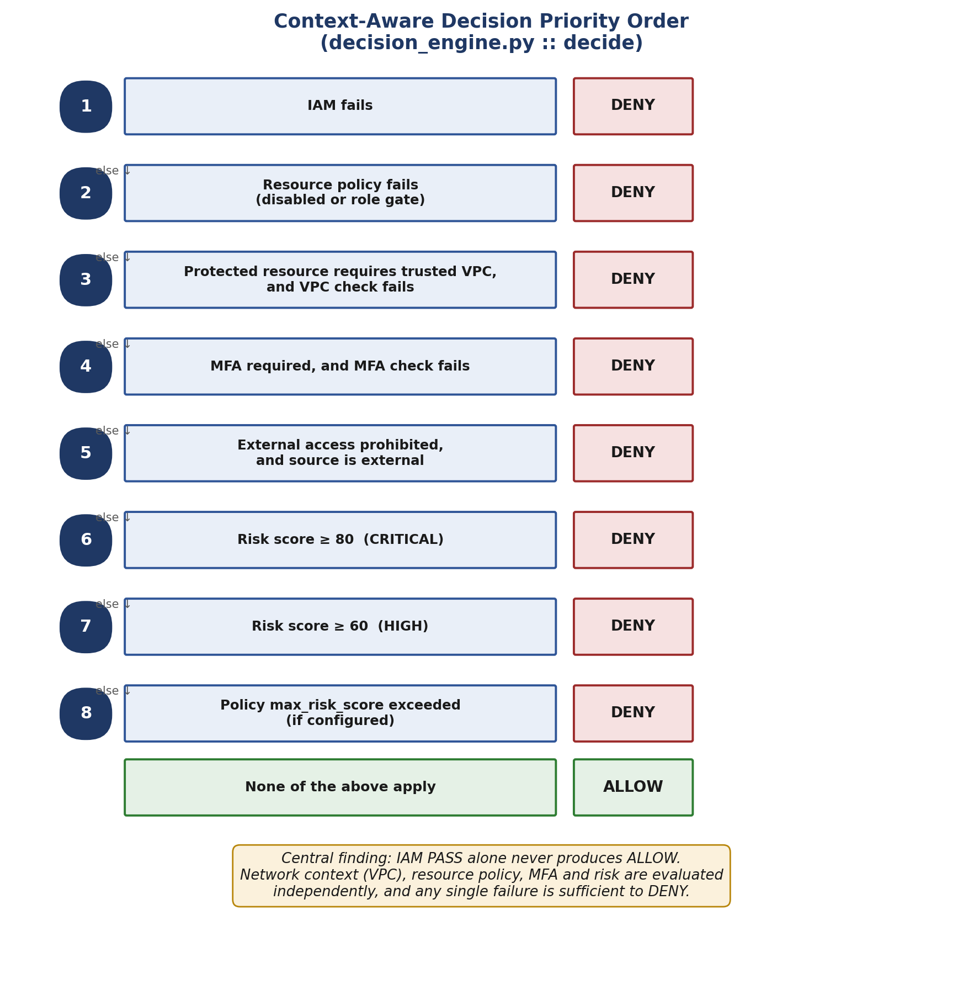 Context-Aware Decision Priority Order
(decision_engine.py :: decide)
1
IAM fails
DENY
else ↓
2
Resource policy fails
(disabled or role gate)
DENY
else ↓
3
Protected resource requires trusted VPC,
and VPC check fails
DENY
else ↓
4
MFA required, and MFA check fails
DENY
else ↓
5
External access prohibited,
and source is external
DENY
else ↓
6
Risk score ≥ 80  (CRITICAL)
DENY
else ↓
7
Risk score ≥ 60  (HIGH)
DENY
else ↓
8
Policy max_risk_score exceeded
(if configured)
DENY
None of the above apply
ALLOW
Central finding: IAM PASS alone never produces ALLOW.
Network context (VPC), resource policy, MFA and risk are evaluated
independently, and any single failure is sufficient to DENY.